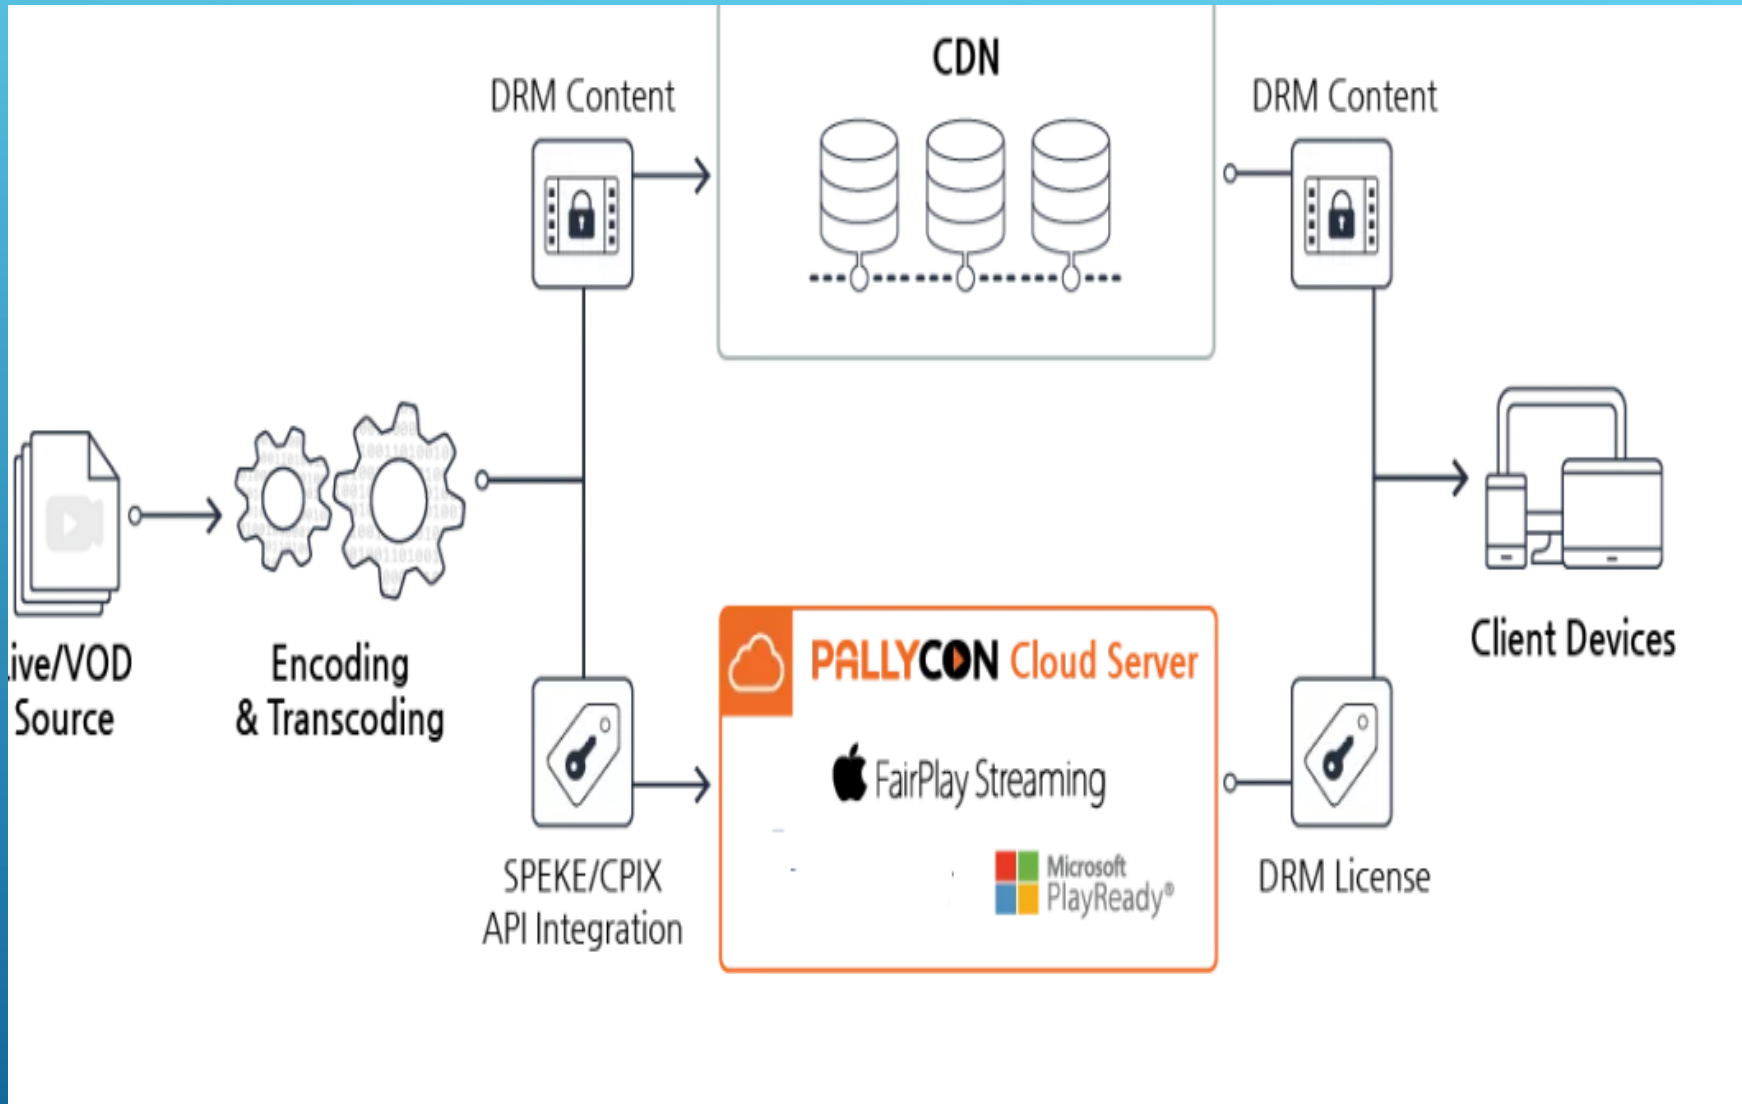 CDN
DRM Content
DRM Content
ive/VOD
Source
Encoding
& Transcoding
PALLYCON Cloud Server
FairPlay Streaming
Microsoft
PlayReady®
SPEKE/CPIX
API Integration
DRM License
Client Devices